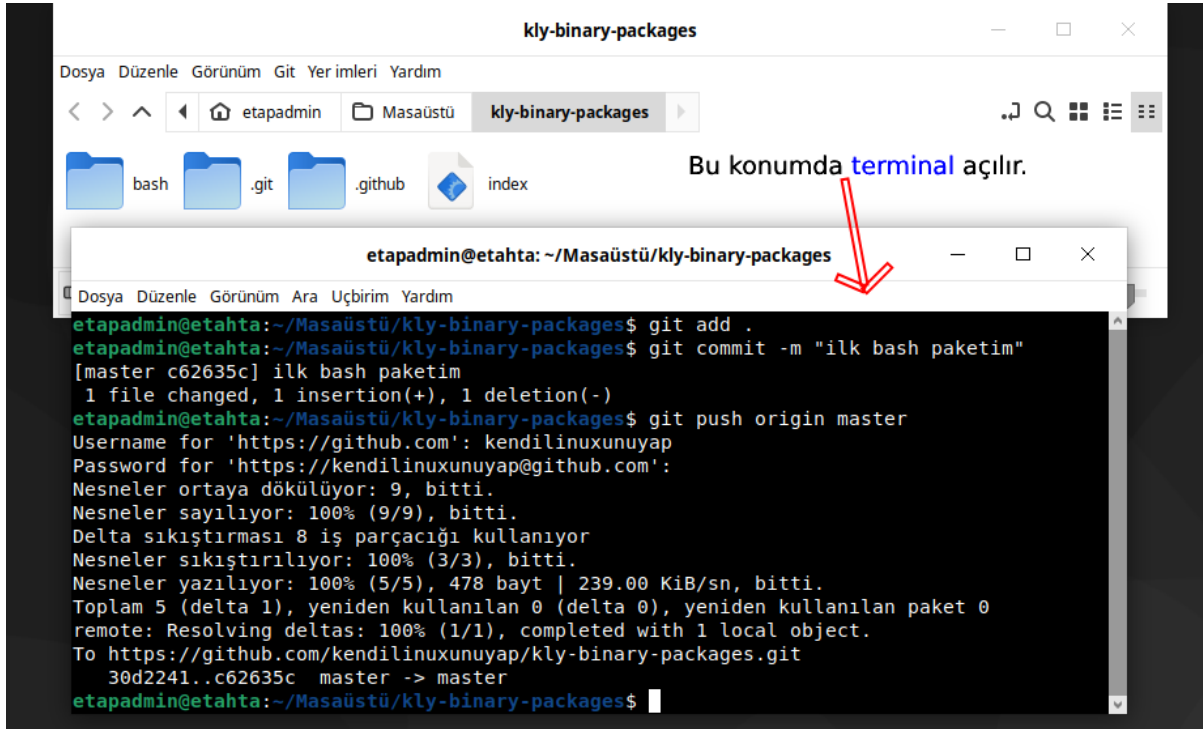 kly-binary-packages
Dosya Düzenle Görünüm Git Yer imleri Yardım
etapadmin Masaüstü kly-binary-packages
bash .git .github index
Bu konumda terminal açılır.
etapadmin@etahta: ~/Masaüstü/kly-binary-packages
Dosya Düzenle Görünüm Ara Uçbirim Yardım
etapadmin@etahta:~/Masaüstü/kly-binary-packages$ git add .
etapadmin@etahta:~/Masaüstü/kly-binary-packages$ git commit -m "ilk bash paketim"
[master c62635c] ilk bash paketim
 1 file changed, 1 insertion(+), 1 deletion(-)
etapadmin@etahta:~/Masaüstü/kly-binary-packages$ git push origin master
Username for 'https://github.com': kendilinuxunuyap
Password for 'https://kendilinuxunuyap@github.com':
Nesneler ortaya dökülüyor: 9, bitti.
Nesneler sayılıyor: 100% (9/9), bitti.
Delta sıkıştırması 8 iş parçacığı kullanıyor
Nesneler sıkıştırılıyor: 100% (3/3), bitti.
Nesneler yazılıyor: 100% (5/5), 478 bayt | 239.00 KiB/sn, bitti.
Toplam 5 (delta 1), yeniden kullanılan 0 (delta 0), yeniden kullanılan paket 0
remote: Resolving deltas: 100% (1/1), completed with 1 local object.
To https://github.com/kendilinuxunuyap/kly-binary-packages.git
   30d2241..c62635c  master -> master
etapadmin@etahta:~/Masaüstü/kly-binary-packages$